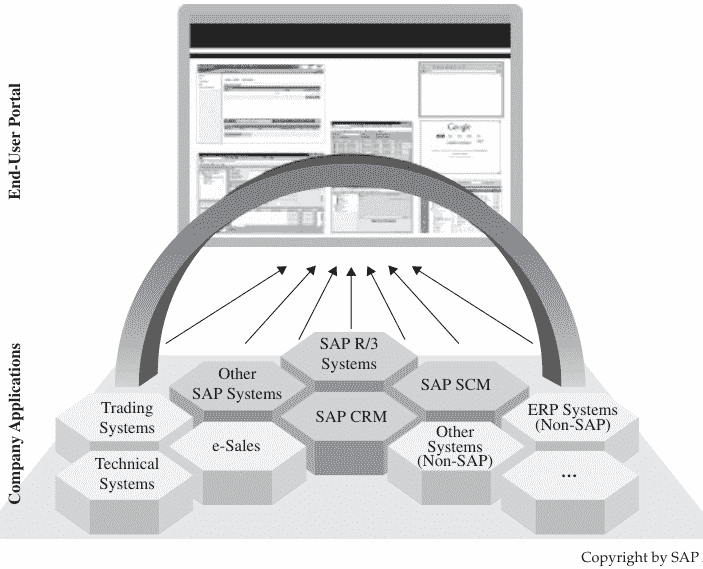 End-User Portal
Google
Company Applications
SAP R/3
Systems
Other
SAP Systems
SAP SCM
Trading
Systems
SAP CRM
ERP Systems
(Non-SAP)
e-Sales
Other
Systems
(Non-SAP)
Technical
Systems
...
Copyright by SAP